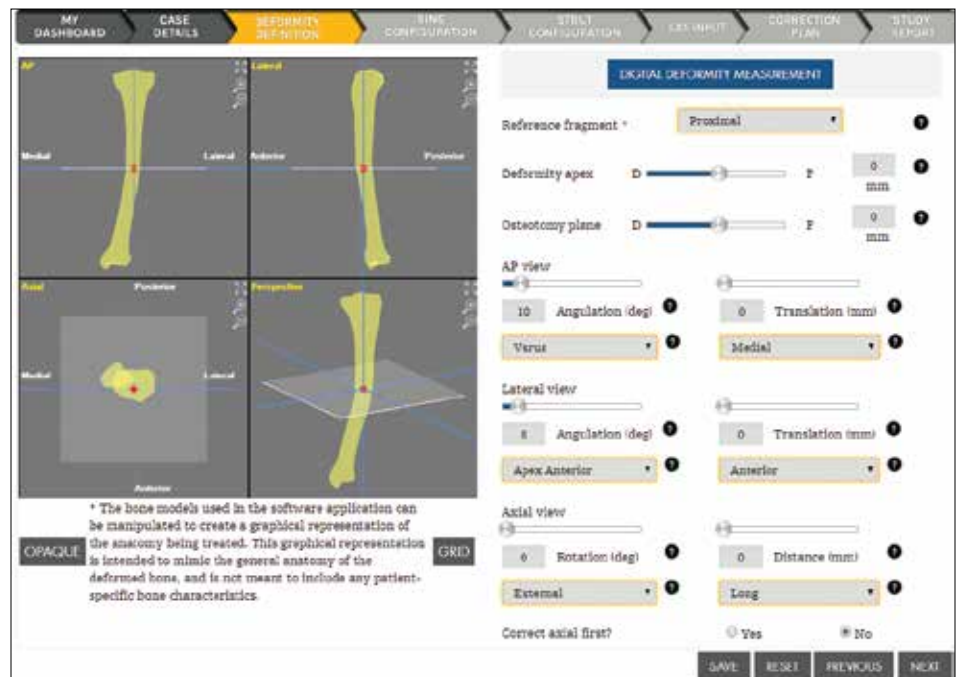 MY DASHBOARD
CASE DETAILS
DEFORMITY DEFINITION
RING CONFIGURATION
STRUT CONFIGURATION
CORRECTION PLAN
STUDY REPORT
AP
Lateral
Medial
Lateral
Anterior
Posterior
Axial
Posterior
Perspective
Medial
Lateral
Anterior
* The bone models used in the software application can
be manipulated to create a graphical representation of
the anatomy being treated. This graphical representation
is intended to mimic the general anatomy of the
deformed bone, and is not meant to include any patient-
specific bone characteristics.
OPAQUE
GRID
DIGITAL DEFORMITY MEASUREMENT
Reference fragment * Proximal ?
Deformity apex D P 0 mm ?
Osteotomy plane D P 0 mm ?
AP view
10 Angulation (deg) ? 0 Translation (mm) ?
Varus ? Medial ?
Lateral view
8 Angulation (deg) ? 0 Translation (mm) ?
Apex Anterior ? Anterior ?
Axial view
0 Rotation (deg) ? 0 Distance (mm) ?
External ? Long ?
Correct axial first? Yes No
SAVE RESET PREVIOUS NEXT